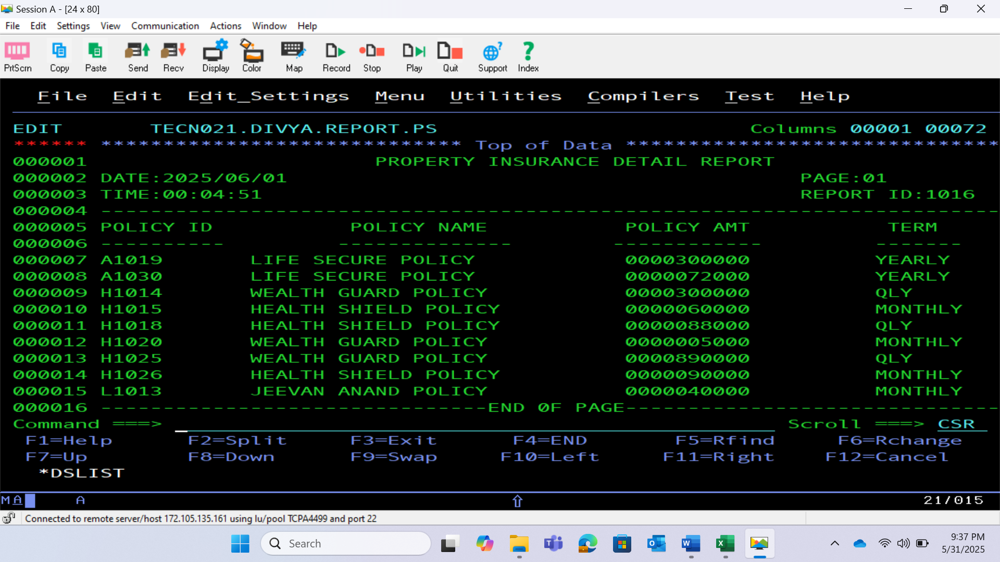 Session A - [24 x 80]
File Edit Settings View Communication Actions Window Help
PrtScrn Copy Paste Send Recv Display Color Map Record Stop Play Quit Support Index
File Edit Edit_Settings Menu Utilities Compilers Test Help
EDIT TECN021.DIVYA.REPORT.PS Columns 00001 00072
****** ***************************** Top of Data ******************************
000001 PROPERTY INSURANCE DETAIL REPORT
000002 DATE:2025/06/01 PAGE:01
000003 TIME:00:04:51 REPORT ID:1016
000004 ------------------------------------------------------------------------
000005 POLICY ID POLICY NAME POLICY AMT TERM
000006 ---------- -------------- ------------ -------
000007 A1019 LIFE SECURE POLICY 0000300000 YEARLY
000008 A1030 LIFE SECURE POLICY 0000072000 YEARLY
000009 H1014 WEALTH GUARD POLICY 0000300000 QLY
000010 H1015 HEALTH SHIELD POLICY 0000060000 MONTHLY
000011 H1018 HEALTH SHIELD POLICY 0000088000 QLY
000012 H1020 WEALTH GUARD POLICY 0000005000 MONTHLY
000013 H1025 WEALTH GUARD POLICY 0000890000 QLY
000014 H1026 HEALTH SHIELD POLICY 0000090000 MONTHLY
000015 L1013 JEEVAN ANAND POLICY 0000040000 MONTHLY
000016 -------------------------------END 0F PAGE------------------------------
Command ===> Scroll ===> CSR
F1=Help F2=Split F3=Exit F4=END F5=Rfind F6=Rchange
F7=Up F8=Down F9=Swap F10=Left F11=Right F12=Cancel
*DSLIST
MA A 21/015
Connected to remote server/host 172.105.135.161 using lu/pool TCPA4499 and port 22
Search
9:37 PM
5/31/2025